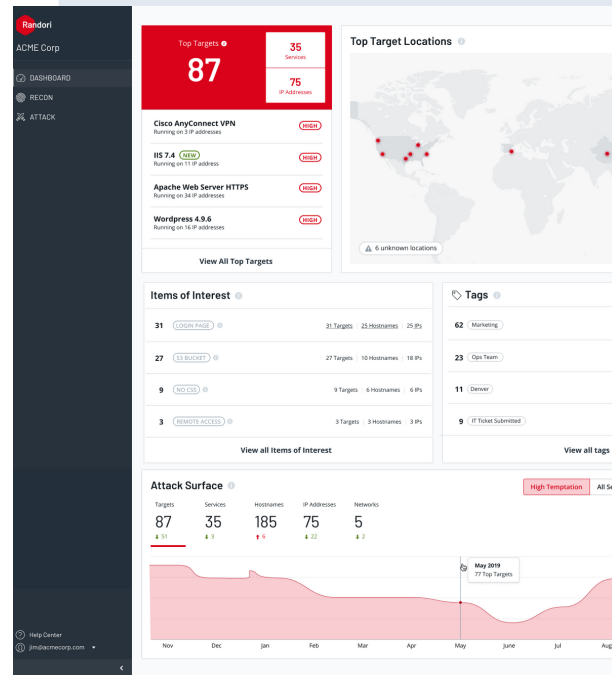 Randori
ACME Corp
DASHBOARD
RECON
ATTACK
Help Center
jim@acmecorp.com
Top Targets
87
35
Services
75
IP Addresses
Cisco AnyConnect VPN
Running on 3 IP addresses
HIGH
IIS 7.4 NEW
Running on 11 IP address
HIGH
Apache Web Server HTTPS
Running on 34 IP addresses
HIGH
Wordpress 4.9.6
Running on 16 IP addresses
HIGH
View All Top Targets
Top Target Locations
6 unknown locations
Items of Interest
31 LOGIN PAGE 31 Targets 25 Hostnames 25 IPs
27 S3 BUCKET 27 Targets 10 Hostnames 18 IPs
9 NO CSS 9 Targets 6 Hostnames 6 IPs
3 REMOTE ACCESS 3 Targets 3 Hostnames 3 IPs
View all Items of Interest
Tags
62 Marketing
23 Ops Team
11 Denver
9 IT Ticket Submitted
View all tags
Attack Surface
High Temptation All Se
Targets Services Hostnames IP Addresses Networks
87 35 185 75 5
51 3 6 22 2
May 2019
77 Top Targets
Nov Dec Jan Feb Mar Apr May June Jul Aug